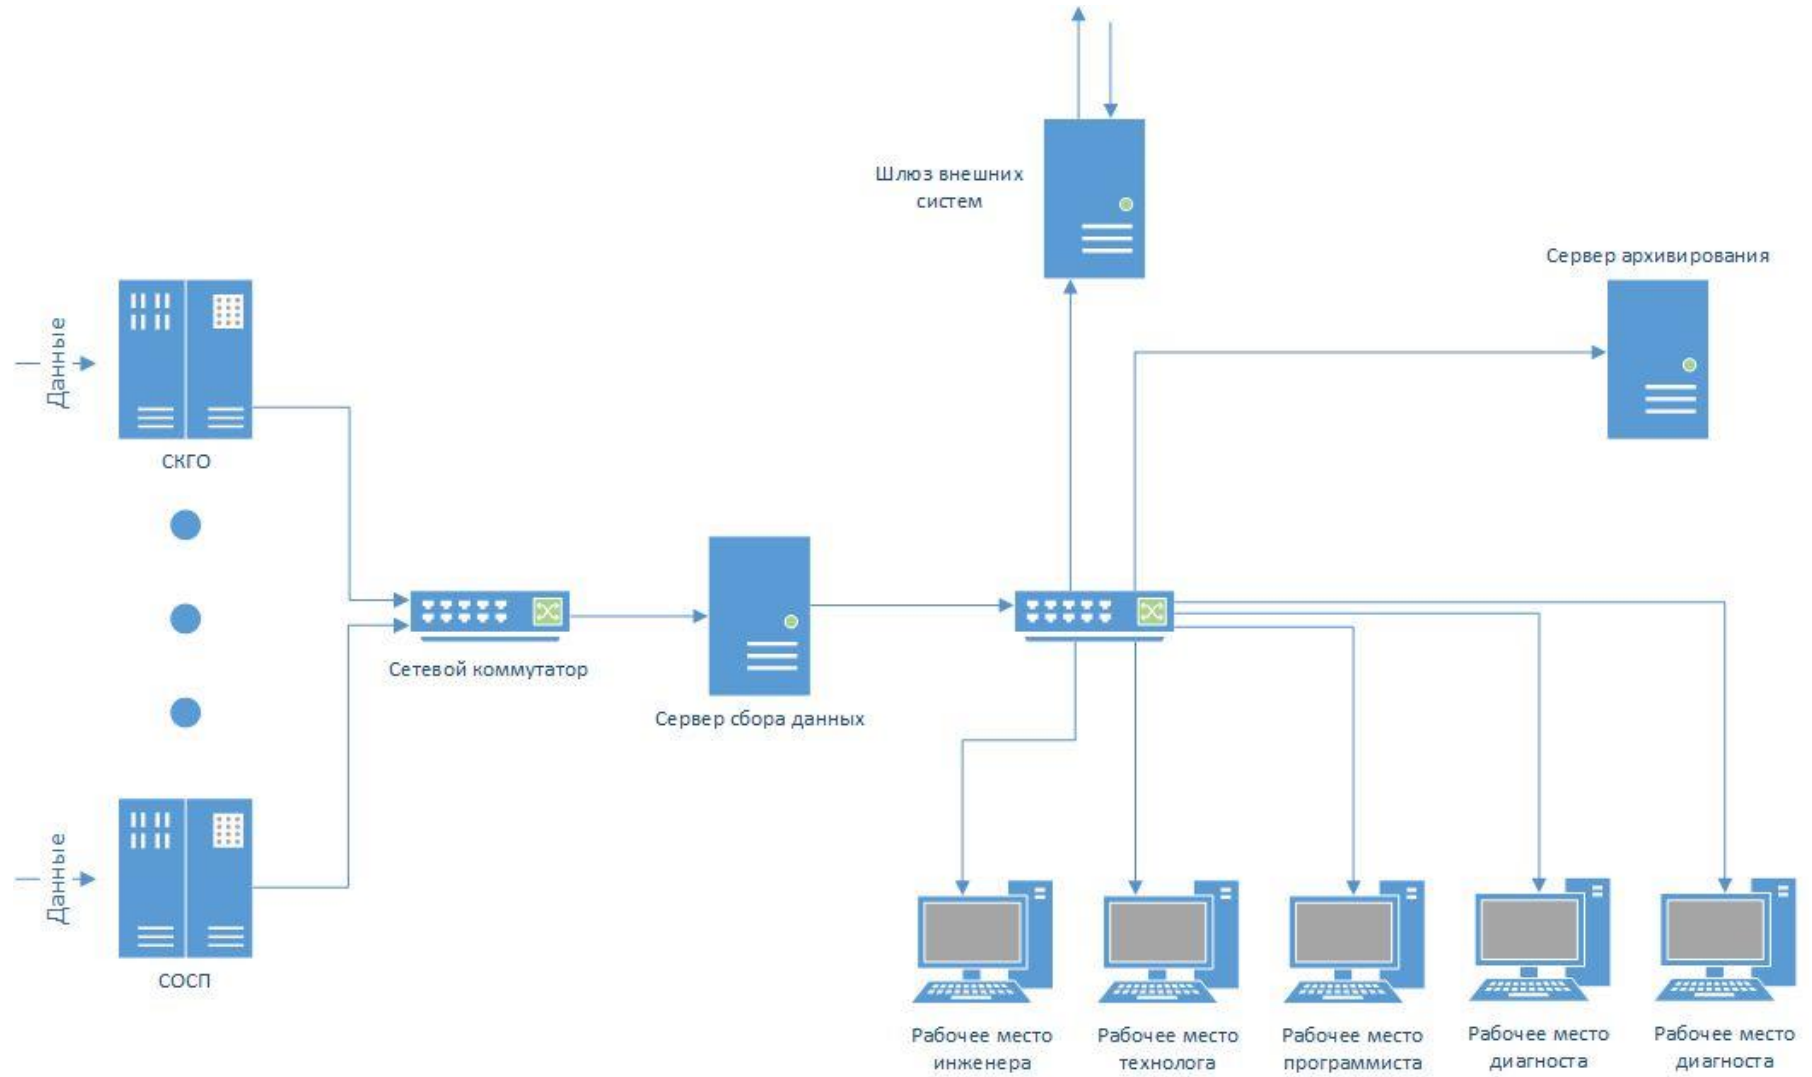 Шлюз внешних
систем
Сервер архивирования
Данные
СКГО
Сетевой коммутатор
Сервер сбора данных
Данные
СОСП
Рабочее место
инженера
Рабочее место
технолога
Рабочее место
программиста
Рабочее место
диагноста
Рабочее место
диагноста